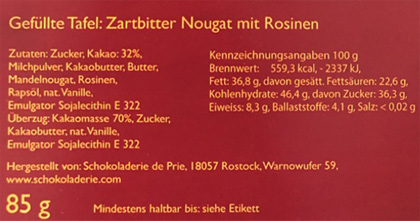 Gefüllte Tafel: Zartbitter Nougat mit Rosinen
Zutaten: Zucker, Kakao: 32%,
Milchpulver, Kakaobutter, Butter,
Mandelnougat, Rosinen,
Rapsöl, nat. Vanille,
Emulgator Sojalecithin E 322
Überzug: Kakaomasse 70%, Zucker,
Kakaobutter, nat. Vanille,
Emulgator Sojalecithin E 322
Kennzeichnungsangaben 100 g
Brennwert: 559,3 kcal, - 2337 kJ,
Fett: 36,8 g, davon gesätt. Fettsäuren: 22,6 g,
Kohlenhydrate : 46,4 g, davon Zucker: 36,3 g,
Eiweiss: 8,3 g, Ballaststoffe: 4,1 g, Salz: < 0,02 g
Hergestellt von: Schokoladerie de Prie, 18057 Rostock, Warnowufer 59,
www.schokoladerie.com
85 g
Mindestens haltbar bis: siehe Etikett